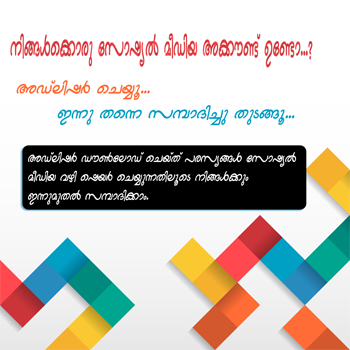 നിങ്ങൾക്കൊരു സോഷ്യൽ മീഡിയ അക്കൗണ്ട് ഉണ്ടോ...?
അഡ്‌ലിഷർ ചെയ്യൂ...
ഇന്നു തന്നെ സമ്പാദിച്ചു തുടങ്ങൂ...
അഡ്‌ലിഷർ ഡൗൺലോഡ് ചെയ്ത് പരസ്യങ്ങൾ സോഷ്യൽ
മീഡിയ വഴി ഷെയർ ചെയ്യുന്നതിലൂടെ നിങ്ങൾക്കും
ഇന്നുമുതൽ സമ്പാദിക്കാം.